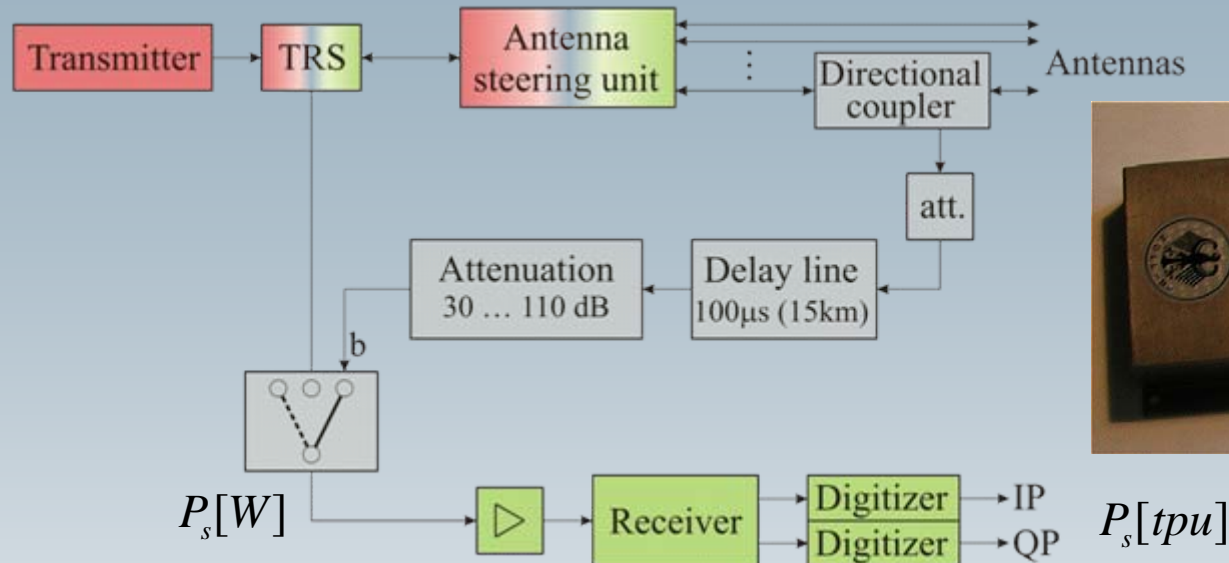 Transmitter
TRS
Antenna
steering unit
Directional
coupler
Antennas
att.
Attenuation
30 … 110 dB
Delay line
100µs (15km)
b
P_s[W]
Receiver
Digitizer
IP
Digitizer
QP
P_s[tpu]